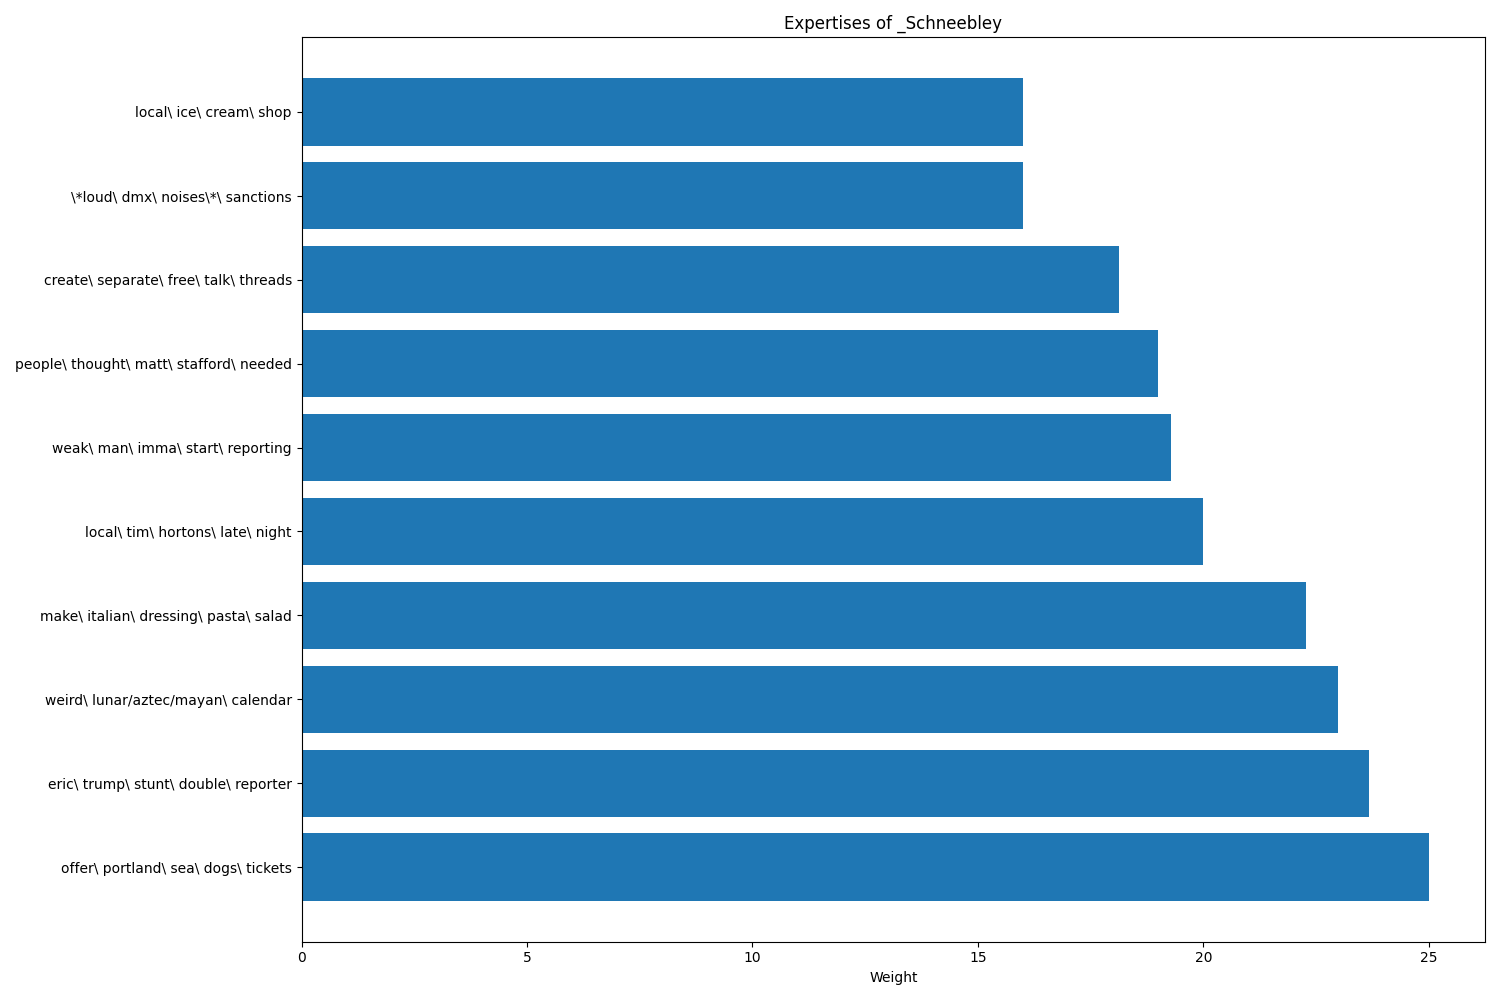 Expertises of _Schneebley
local\ ice\ cream\ shop
\*loud\ dmx\ noises\*\ sanctions
create\ separate\ free\ talk\ threads
people\ thought\ matt\ stafford\ needed
weak\ man\ imma\ start\ reporting
local\ tim\ hortons\ late\ night
make\ italian\ dressing\ pasta\ salad
weird\ lunar/aztec/mayan\ calendar
eric\ trump\ stunt\ double\ reporter
offer\ portland\ sea\ dogs\ tickets
0 5 10 15 20 25
Weight